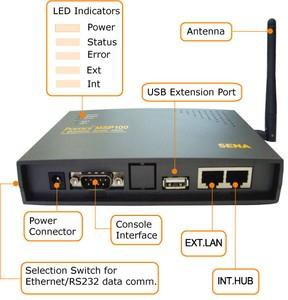 LED Indicators
Power
Status
Error
Ext
Int
Antenna
USB Extension Port
MSP100
SENA
Power
Connector
Console
Interface
EXT.LAN
INT.HUB
Selection Switch for
Ethernet/RS232 data comm.